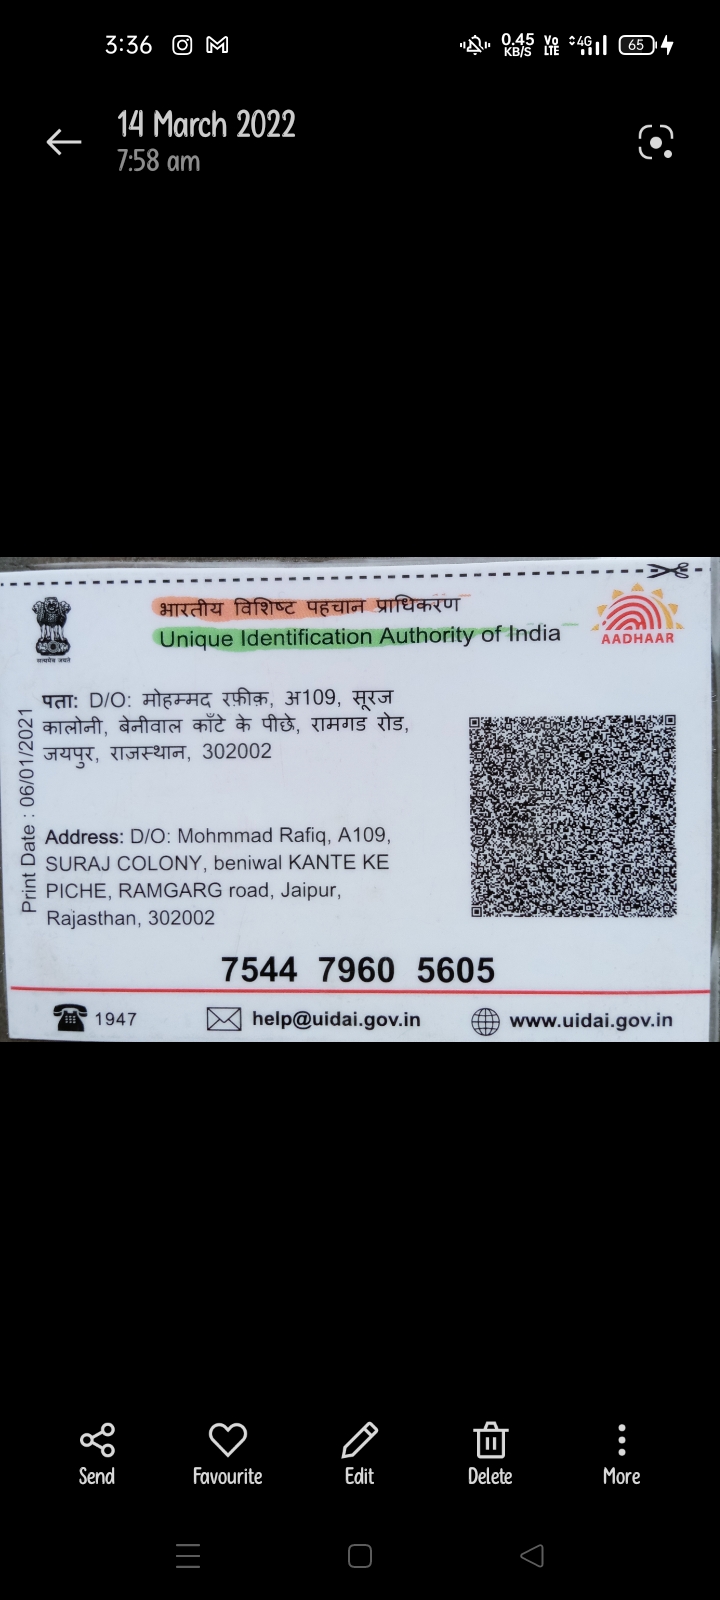 3:36
0.45 KB/S
Vo LTE
4G
65
14 March 2022
7:58 am
भारतीय विशिष्ट पहचान प्राधिकरण
Unique Identification Authority of India
सत्यमेव जयते
AADHAAR
Print Date : 06/01/2021
पता: D/O: मोहम्मद रफ़ीक़, अ109, सूरज
कालोनी, बेनीवाल काँटे के पीछे, रामगड रोड,
जयपुर, राजस्थान, 302002
Address: D/O: Mohmmad Rafiq, A109,
SURAJ COLONY, beniwal KANTE KE
PICHE, RAMGARG road, Jaipur,
Rajasthan, 302002
7544 7960 5605
1947
help@uidai.gov.in
www.uidai.gov.in
Send
Favourite
Edit
Delete
More